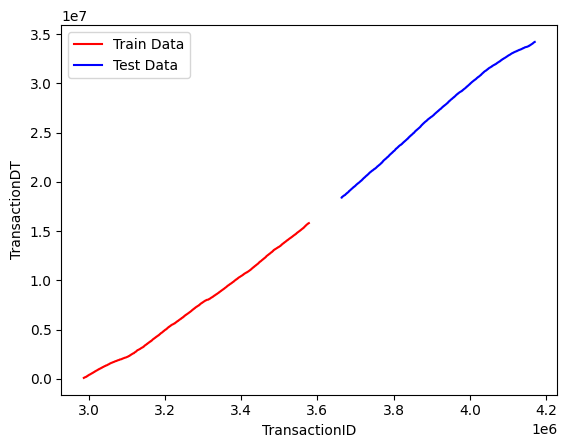 1e7
3.5
3.0
2.5
2.0
1.5
1.0
0.5
0.0
TransactionDT
Train Data
Test Data
3.0
3.2
3.4
3.6
3.8
4.0
4.2
1e6
TransactionID